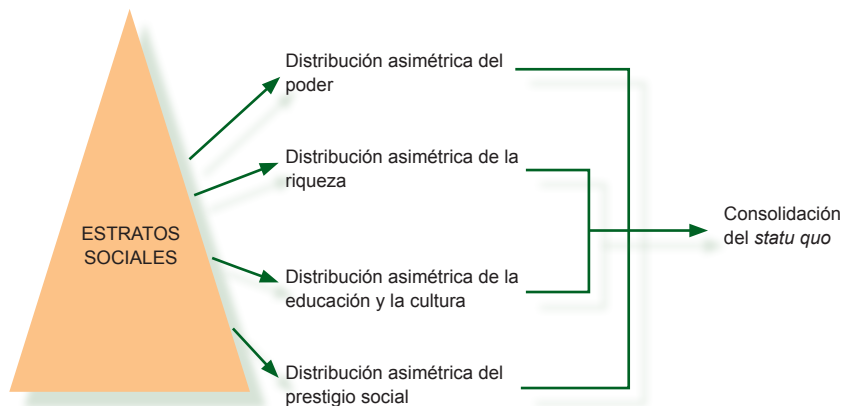 Distribución asimétrica del
poder
Distribución asimétrica de la
riqueza
ESTRATOS
SOCIALES
Distribución asimétrica de la
educación y la cultura
Distribución asimétrica del
prestigio social
Consolidación
del statu quo